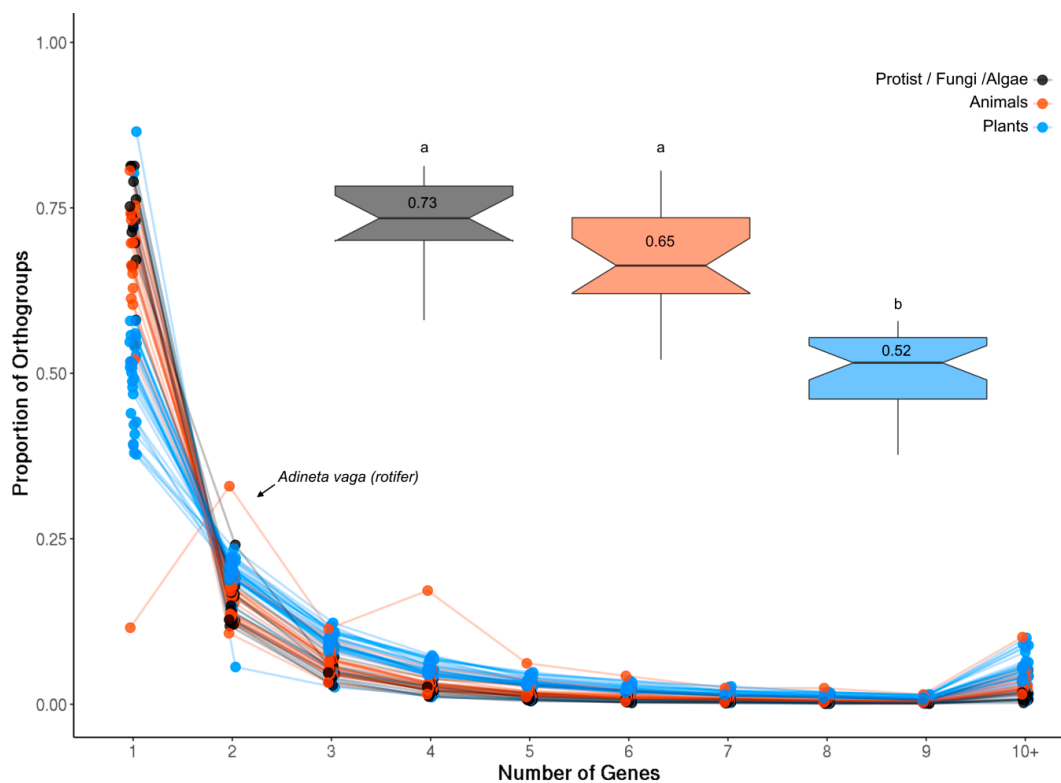 1.00
Protist / Fungi /Algae
Animals
Plants
a
a
0.75
0.73
0.65
b
0.52
0.50
Adineta vaga (rotifer)
0.25
0.00
1 2 3 4 5 6 7 8 9 10+
Number of Genes
Proportion of Orthogroups